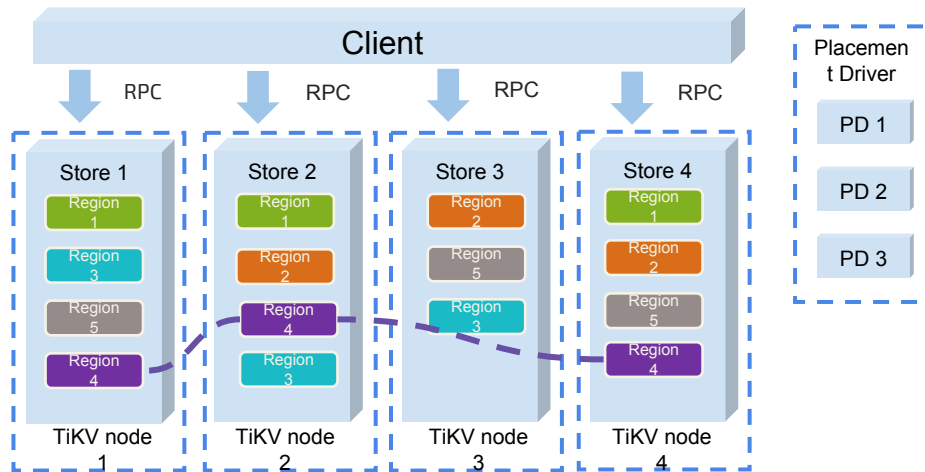 Client
RPC
RPC
RPC
RPC
Store 1
Region
1
Region
3
Region
5
Region
4
TiKV node
1
Store 2
Region
1
Region
2
Region
4
Region
3
TiKV node
2
Store 3
Region
2
Region
5
Region
3
TiKV node
3
Store 4
Region
1
Region
2
Region
5
Region
4
TiKV node
4
Placemen
t Driver
PD 1
PD 2
PD 3